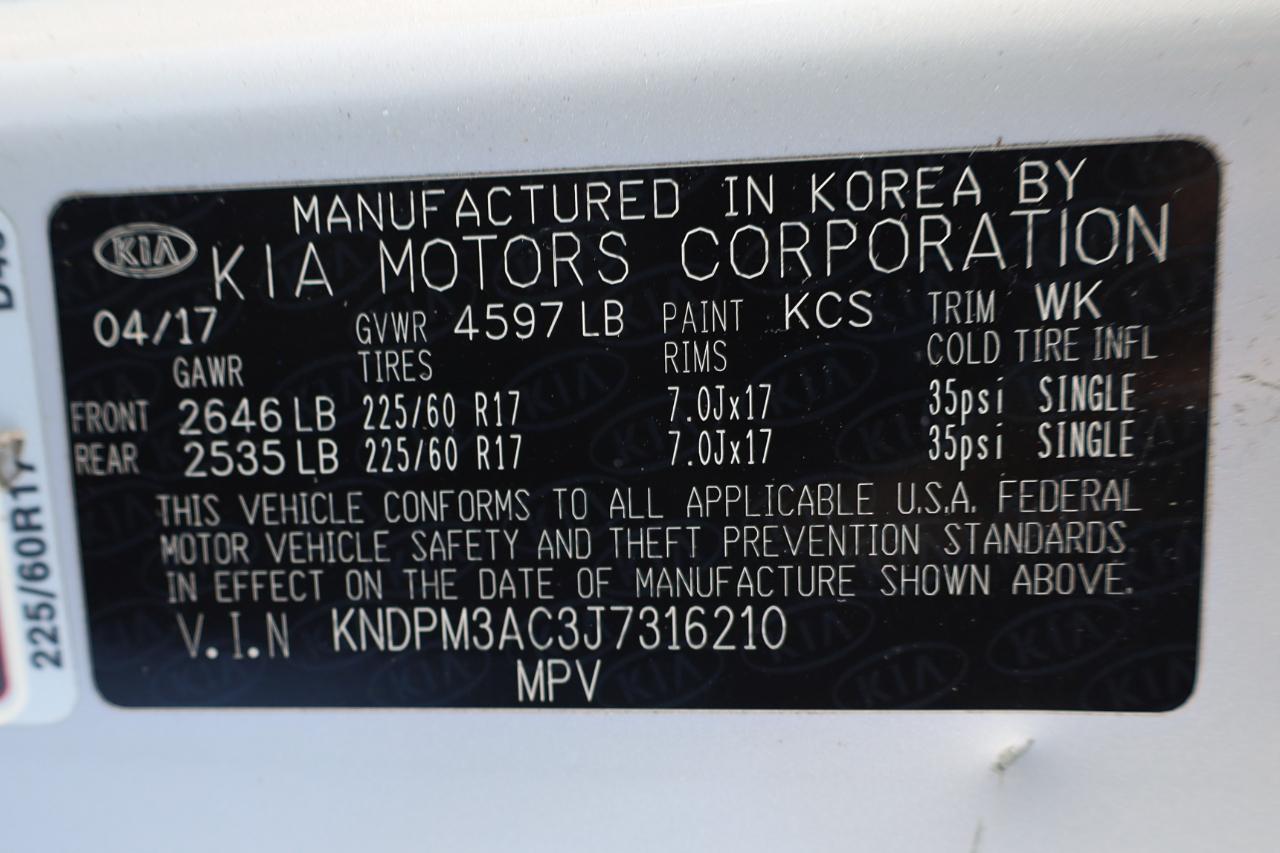 MANUFACTURED IN KOREA BY
KIA KIA MOTORS CORPORATION
04/17 GVWR 4597 LB PAINT KCS TRIM WK
GAWR TIRES RIMS COLD TIRE INFL
FRONT 2646 LB 225/60 R17 7.0Jx17 35psi SINGLE
REAR 2535 LB 225/60 R17 7.0Jx17 35psi SINGLE
THIS VEHICLE CONFORMS TO ALL APPLICABLE U.S.A. FEDERAL
MOTOR VEHICLE SAFETY AND THEFT PREVENTION STANDARDS
IN EFFECT ON THE DATE OF MANUFACTURE SHOWN ABOVE.
V.I.N KNDPM3AC3J7316210
MPV
225/60R17